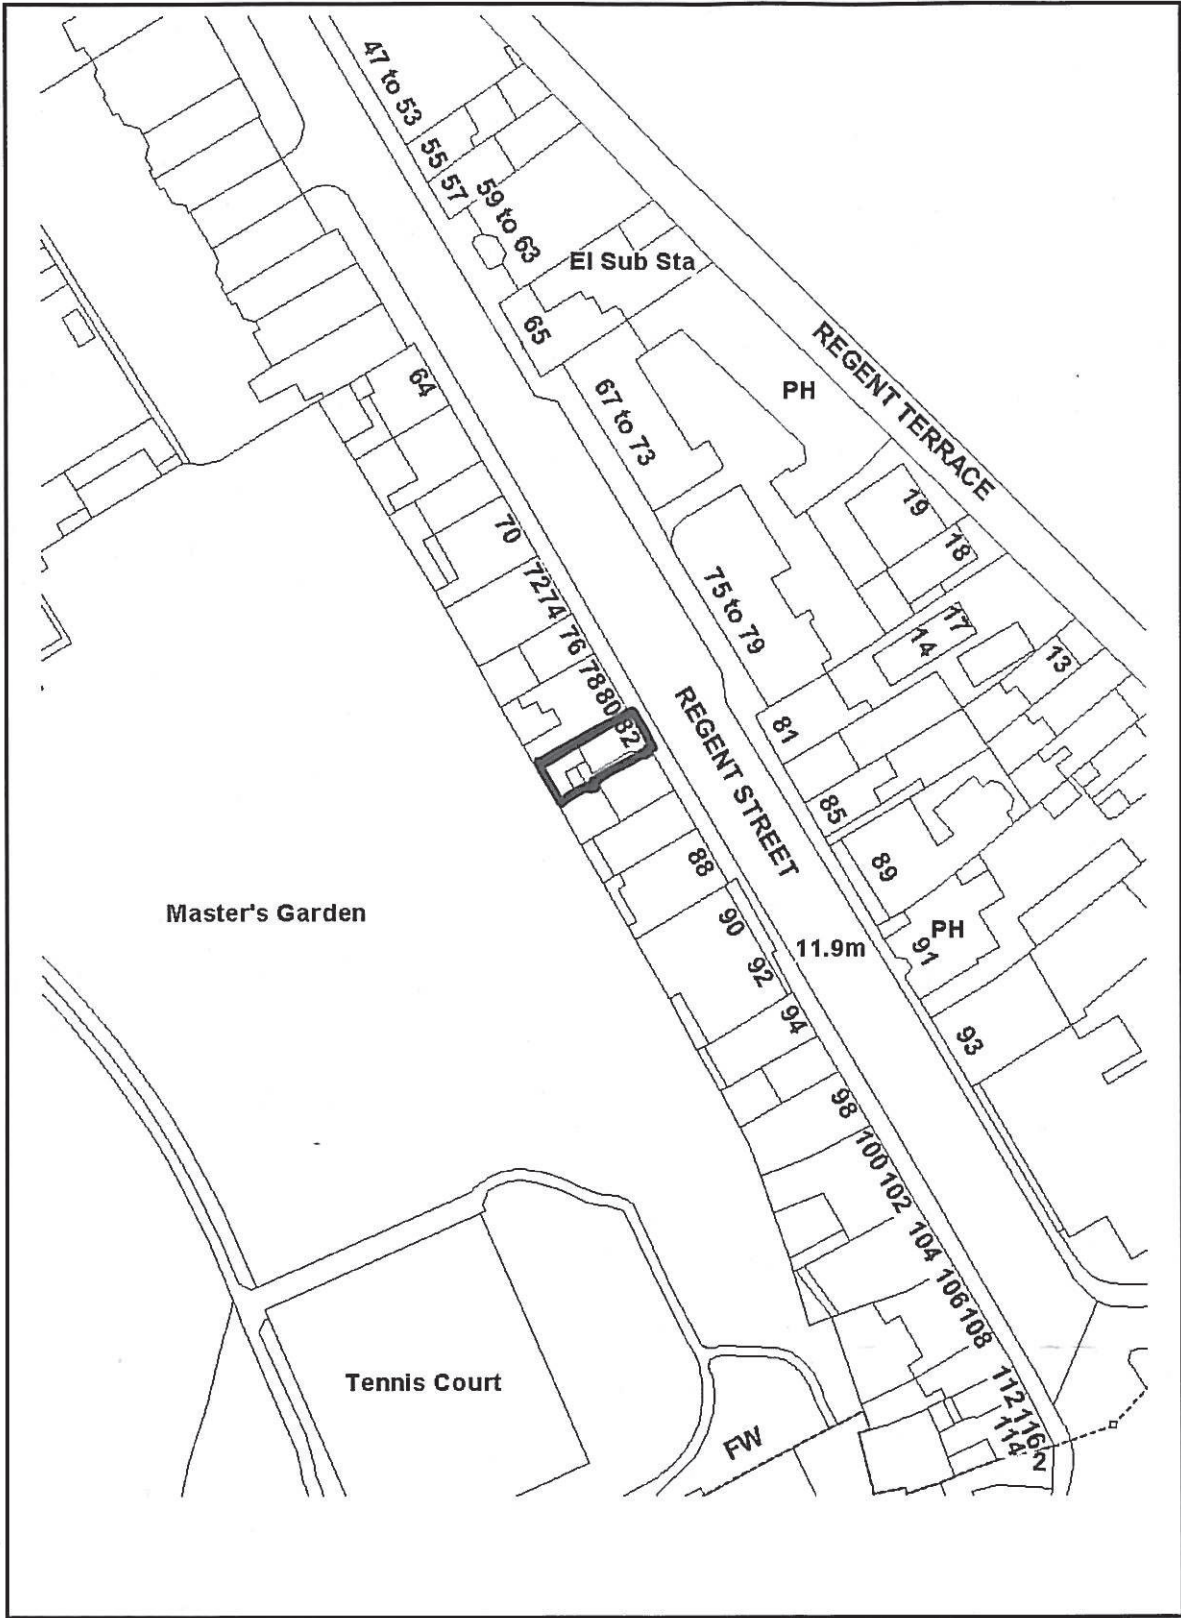 47 to 53
55
57
59 to 63
El Sub Sta
65
64
67 to 73
PH
REGENT TERRACE
19
18
17
14
13
70
72
74
76
78
80
82
75 to 79
81
REGENT STREET
85
88
89
Master's Garden
90
PH
91
11.9m
92
94
93
98
100
102
104
106
108
Tennis Court
112
116
114
2
FW